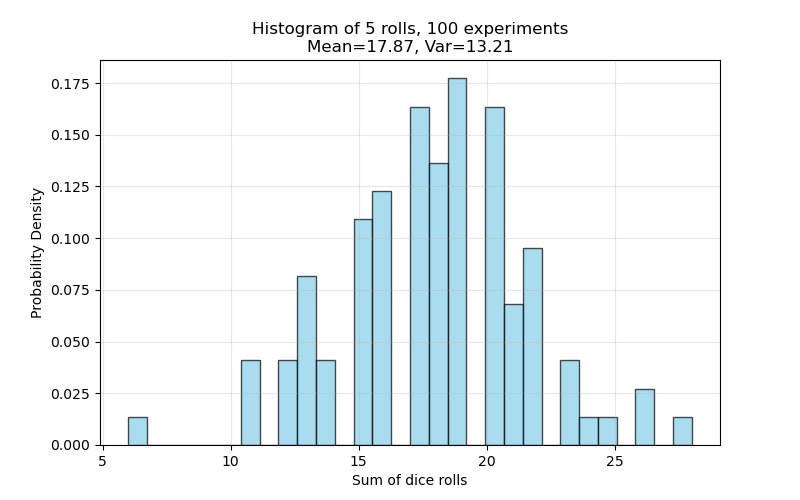 Histogram of 5 rolls, 100 experiments
Mean=17.87, Var=13.21
0.175
0.150
0.125
0.100
0.075
0.050
0.025
0.000
Probability Density
5 10 15 20 25
Sum of dice rolls